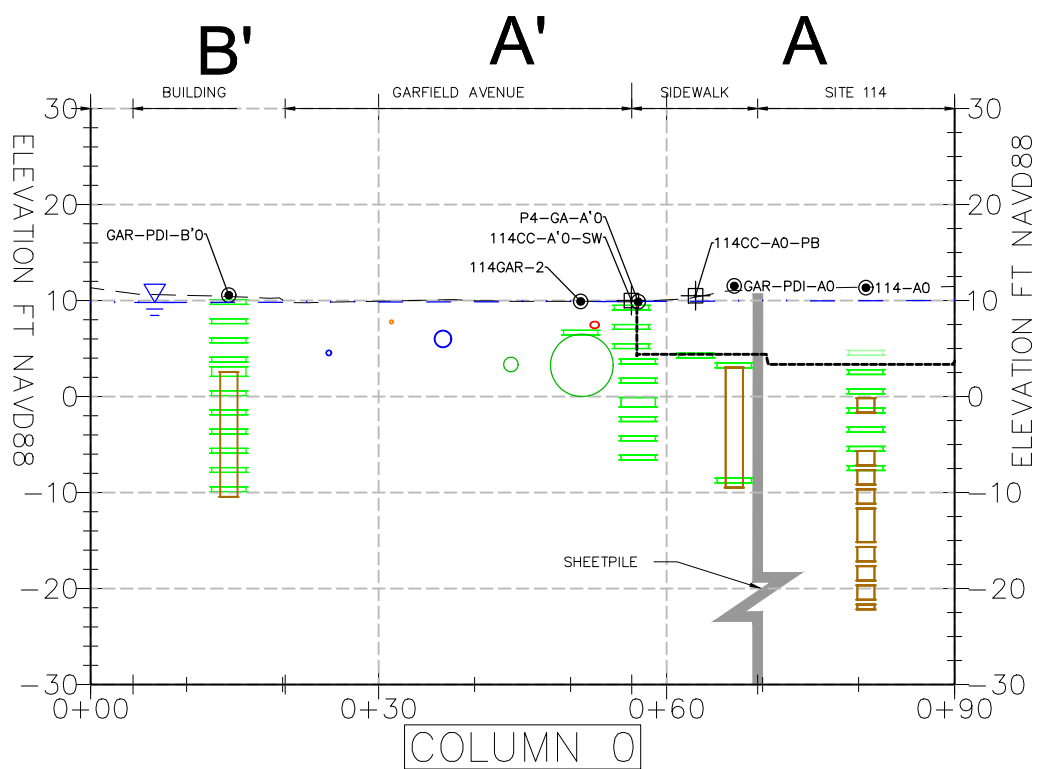 B' A' A
BUILDING GARFIELD AVENUE SIDEWALK SITE 114
30 30
20 20
P4-GA-A'0
GAR-PDI-B'0 114CC-A'0-SW 114CC-A0-PB
114GAR-2
GAR-PDI-A0 114-A0
10 10
0 0
-10 -10
SHEETPILE
-20 -20
-30 -30
ELEVATION FT NAVD88
ELEVATION FT NAVD88
0+00 0+30 0+60 0+90
COLUMN 0